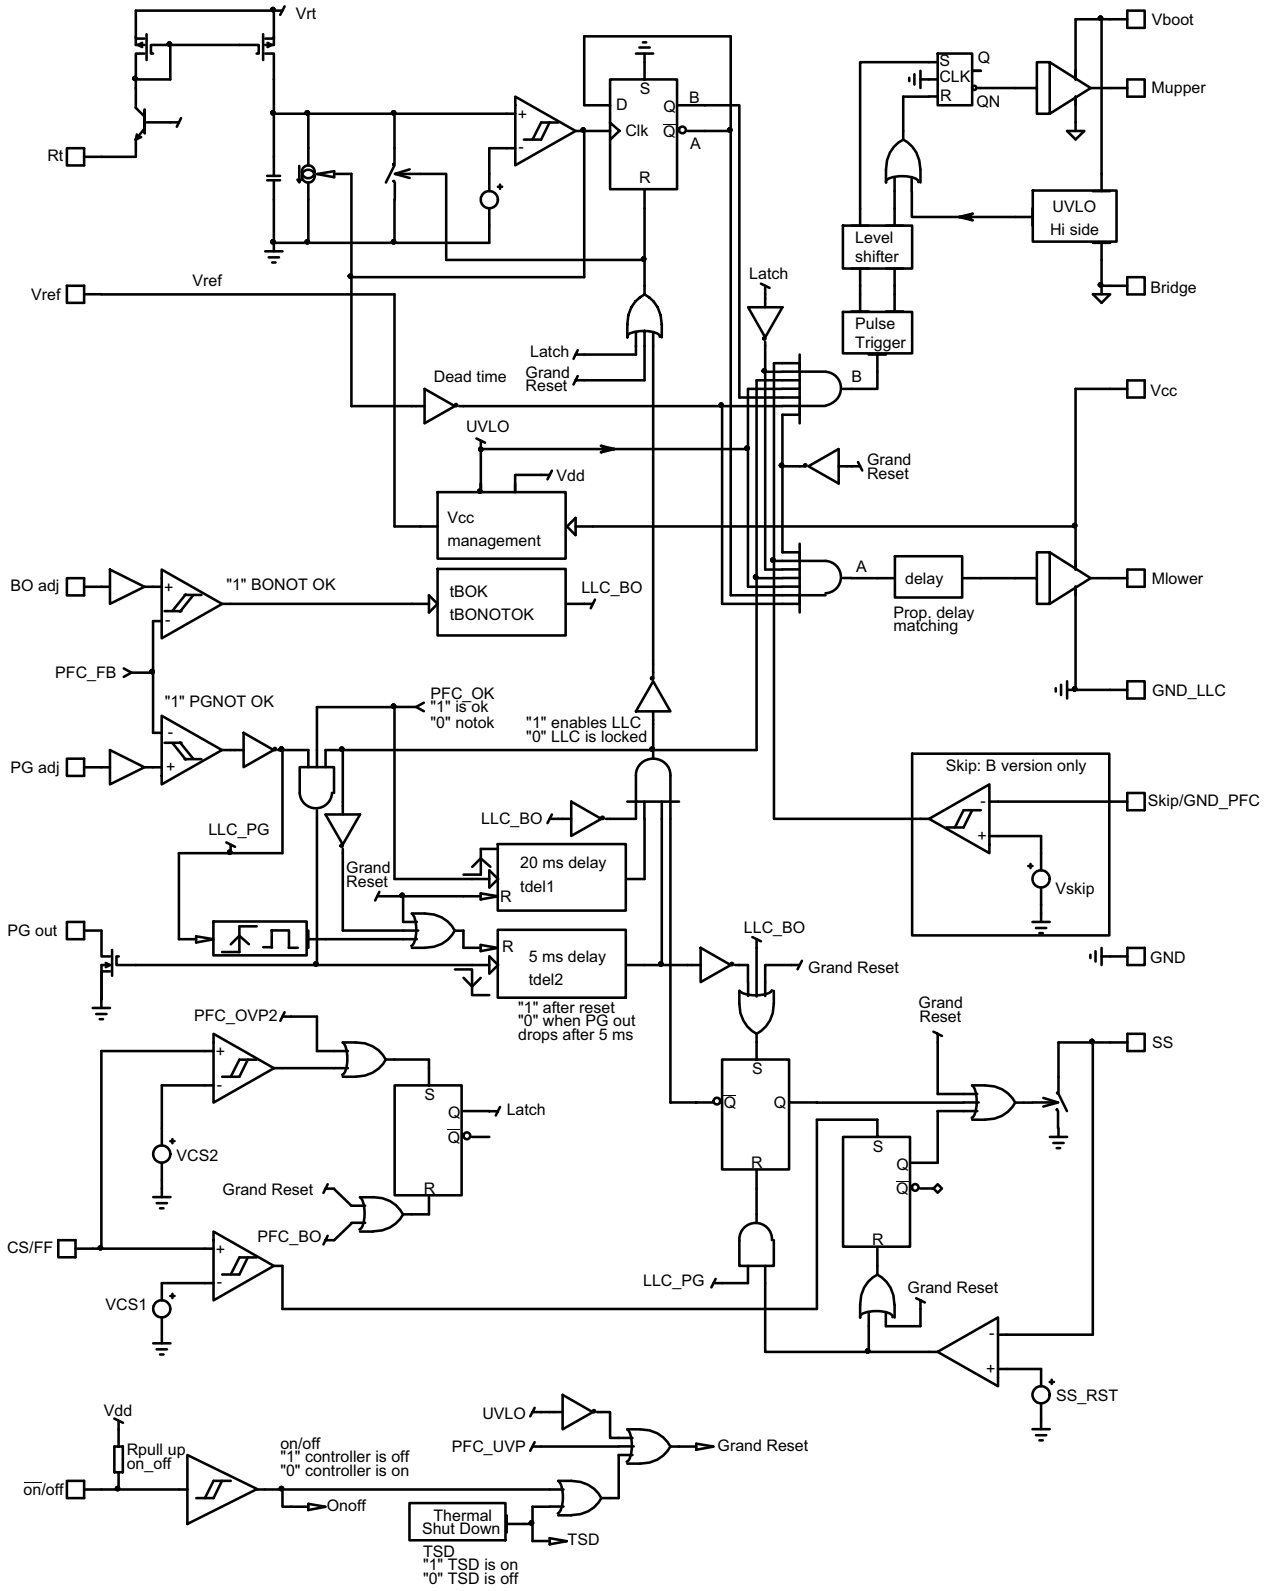 Vrt
Rt
Vref
Vref
+
-
+
D
S
Q
B
Clk
Q
A
R
S
Q
CLK
R
QN
Vboot
Mupper
UVLO
Hi side
Bridge
Level
shifter
Pulse
Trigger
Latch
Latch
Grand
Reset
Dead time
B
Vcc
UVLO
Vdd
Grand
Reset
Vcc
management
BO adj
+
-
"1" BONOT OK
tBOK
tBONOTOK
LLC_BO
A
delay
Prop. delay
matching
Mlower
PFC_FB
"1" PGNOT OK
PFC_OK
"1" is ok
"0" notok
"1" enables LLC
"0" LLC is locked
GND_LLC
PG adj
-
+
Skip: B version only
-
+
Skip/GND_PFC
Vskip
+
LLC_BO
LLC_PG
Grand
Reset
20 ms delay
tdel1
R
PG out
R
5 ms delay
tdel2
"1" after reset
"0" when PG out
drops after 5 ms
LLC_BO
Grand Reset
GND
PFC_OVP2
+
-
Grand
Reset
SS
S
Q
Latch
Q
R
+
VCS2
S
Q
Q
R
S
Q
Q
R
Grand Reset
PFC_BO
CS/FF
+
-
LLC_PG
Grand Reset
VCS1
+
-
+
+
SS_RST
Vdd
Rpull up
on_off
on/off
on/off
"1" controller is off
"0" controller is on
Onoff
UVLO
PFC_UVP
Grand Reset
Thermal
Shut Down
TSD
TSD
"1" TSD is on
"0" TSD is off